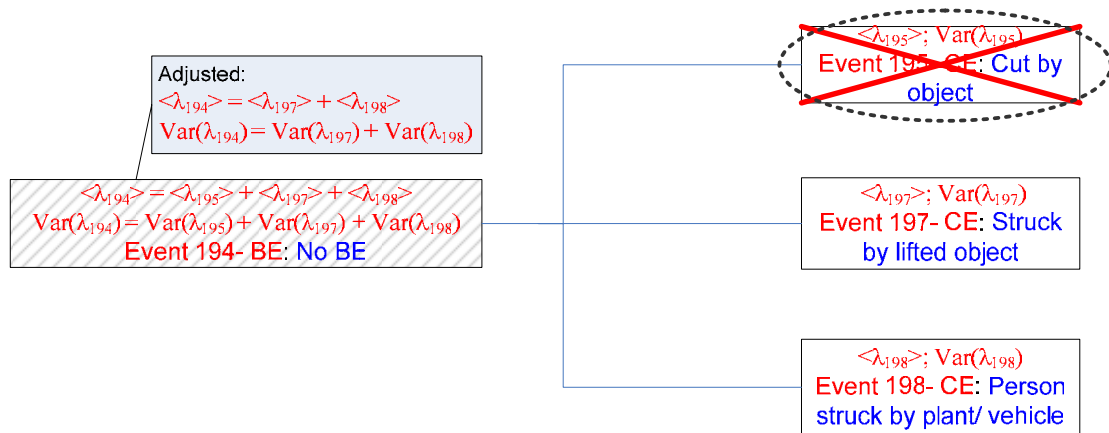 Adjusted:
<λ194> = <λ197> + <λ198>
Var(λ194) = Var(λ197) + Var(λ198)
<λ194> = <λ195> + <λ197> + <λ198>
Var(λ194) = Var(λ195) + Var(λ197) + Var(λ198)
Event 194- BE: No BE
<λ195>; Var(λ195)
Event 195- CE: Cut by
object
<λ197>; Var(λ197)
Event 197- CE: Struck
by lifted object
<λ198>; Var(λ198)
Event 198- CE: Person
struck by plant/ vehicle